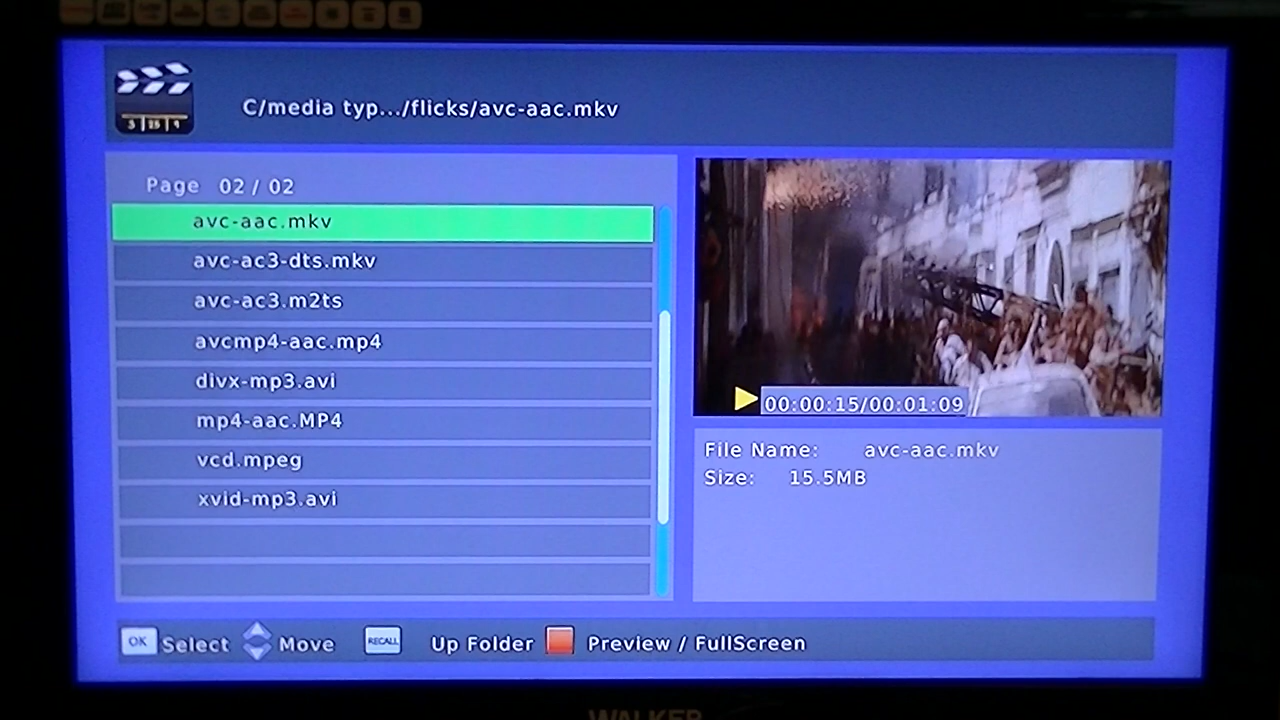 C/media typ.../flicks/avc-aac.mkv
Page 02 / 02
avc-aac.mkv
avc-ac3-dts.mkv
avc-ac3.m2ts
avcmp4-aac.mp4
divx-mp3.avi
mp4-aac.MP4
vcd.mpeg
xvid-mp3.avi
00:00:15/00:01:09
File Name: avc-aac.mkv
Size: 15.5MB
OK Select Move RECALL Up Folder Preview / FullScreen
WALKER